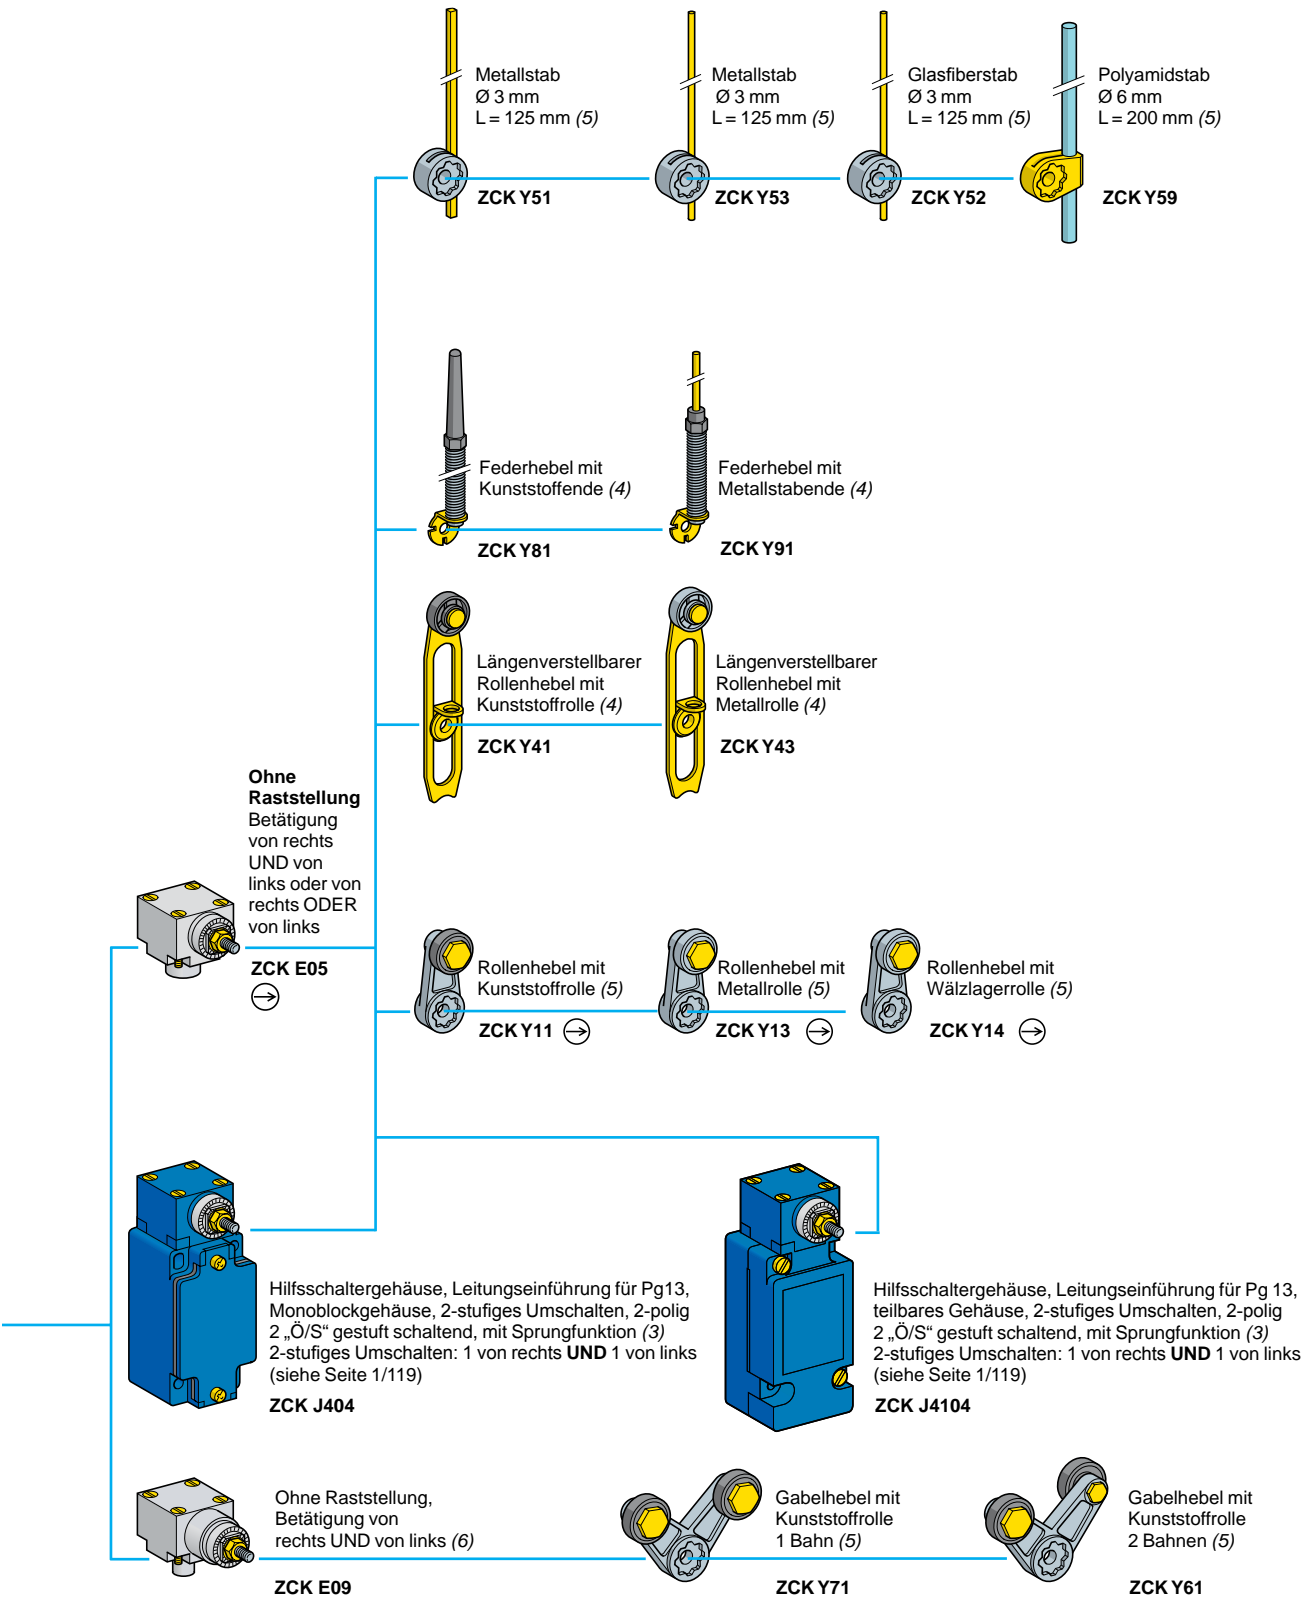 Metallstab
Ø 3 mm
L = 125 mm (5)
ZCK Y51
Metallstab
Ø 3 mm
L = 125 mm (5)
ZCK Y53
Glasfiberstab
Ø 3 mm
L = 125 mm (5)
ZCK Y52
Polyamidstab
Ø 6 mm
L = 200 mm (5)
ZCK Y59
Federhebel mit
Kunststoffende (4)
ZCK Y81
Federhebel mit
Metallstabende (4)
ZCK Y91
Längenverstellbarer
Rollenhebel mit
Kunststoffrolle (4)
ZCK Y41
Längenverstellbarer
Rollenhebel mit
Metallrolle (4)
ZCK Y43
Ohne
Raststellung
Betätigung
von rechts
UND von
links oder von
rechts ODER
von links
ZCK E05
Rollenhebel mit
Kunststoffrolle (5)
ZCK Y11
Rollenhebel mit
Metallrolle (5)
ZCK Y13
Rollenhebel mit
Wälzlagerrolle (5)
ZCK Y14
Hilfsschaltergehäuse, Leitungseinführung für Pg13,
Monoblockgehäuse, 2-stufiges Umschalten, 2-polig
2 „Ö/S“ gestuft schaltend, mit Sprungfunktion (3)
2-stufiges Umschalten: 1 von rechts UND 1 von links
(siehe Seite 1/119)
ZCK J404
Hilfsschaltergehäuse, Leitungseinführung für Pg 13,
teilbares Gehäuse, 2-stufiges Umschalten, 2-polig
2 „Ö/S“ gestuft schaltend, mit Sprungfunktion (3)
2-stufiges Umschalten: 1 von rechts UND 1 von links
(siehe Seite 1/119)
ZCK J4104
Ohne Raststellung,
Betätigung von
rechts UND von links (6)
ZCK E09
Gabelhebel mit
Kunststoffrolle
1 Bahn (5)
ZCK Y71
Gabelhebel mit
Kunststoffrolle
2 Bahnen (5)
ZCK Y61